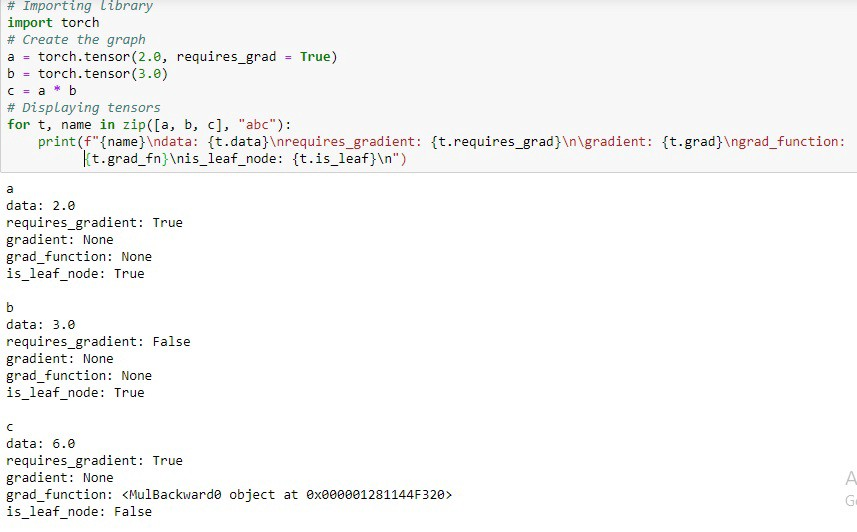 # Importing library
import torch
# Create the graph
a = torch.tensor(2.0, requires_grad = True)
b = torch.tensor(3.0)
c = a * b
# Displaying tensors
for t, name in zip([a, b, c], "abc"):
    print(f"{name}\ndata: {t.data}\nrequires_gradient: {t.requires_grad}\n\gradient: {t.grad}\ngrad_function:
          {t.grad_fn}\nis_leaf_node: {t.is_leaf}\n")
a
data: 2.0
requires_gradient: True
gradient: None
grad_function: None
is_leaf_node: True

b
data: 3.0
requires_gradient: False
gradient: None
grad_function: None
is_leaf_node: True

c
data: 6.0
requires_gradient: True
gradient: None
grad_function: <MulBackward0 object at 0x000001281144F320>
is_leaf_node: False